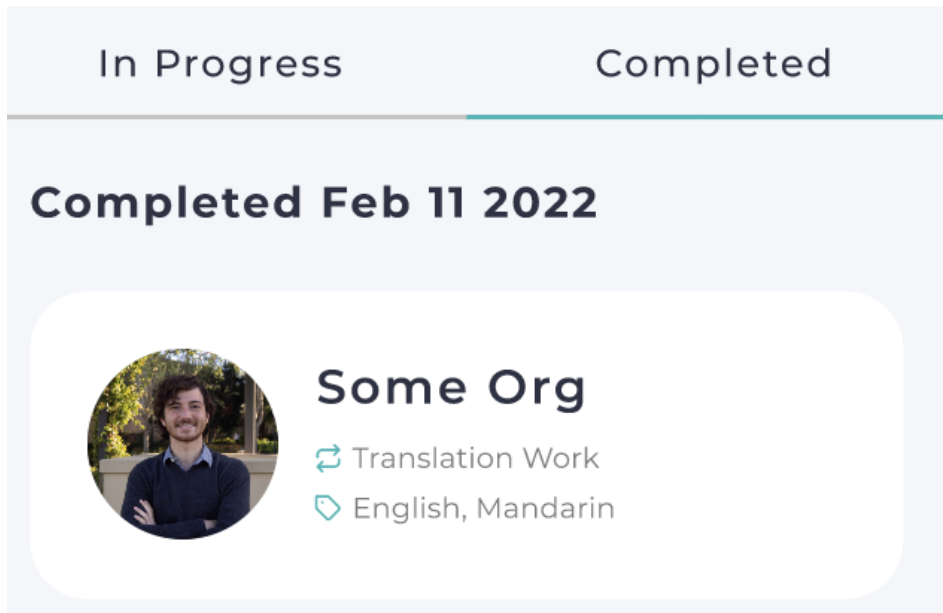 In Progress
Completed
Completed Feb 11 2022
Some Org
Translation Work
English, Mandarin